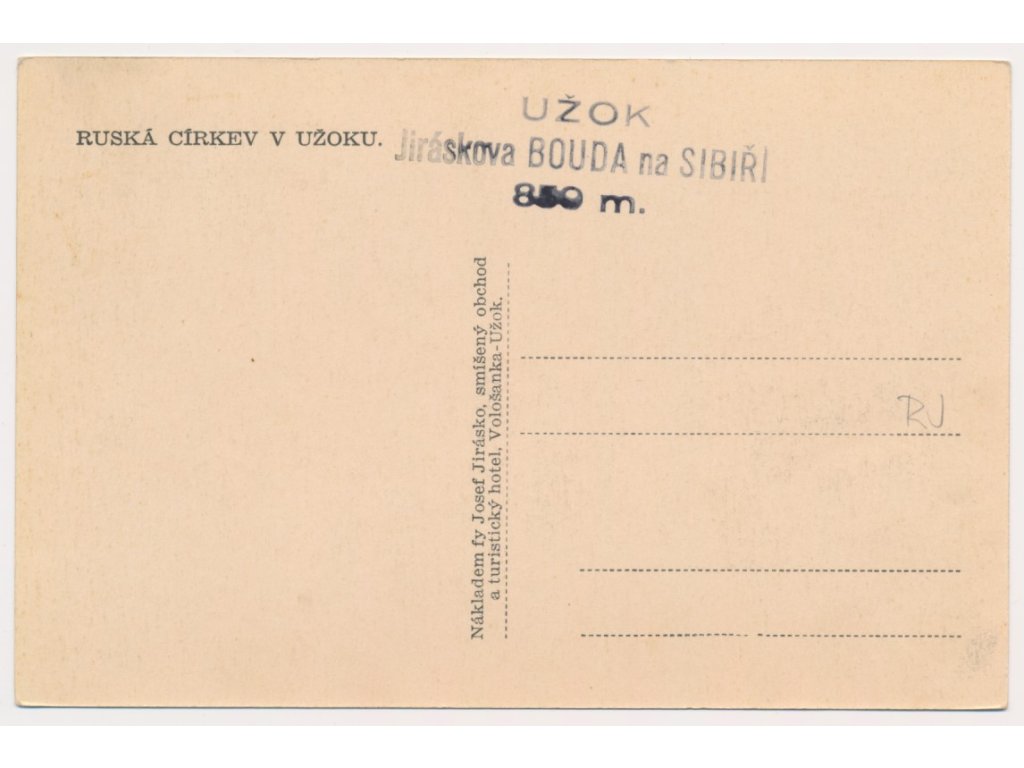 RUSKÁ CÍRKEV V UŽOKU.
UŽOK
Jiráskova BOUDA na SIBIŘI
m.
Nákladem fy Josef Jirásko, smíšený obchod
a turistický hotel, Vološanka-Užok.
RJ